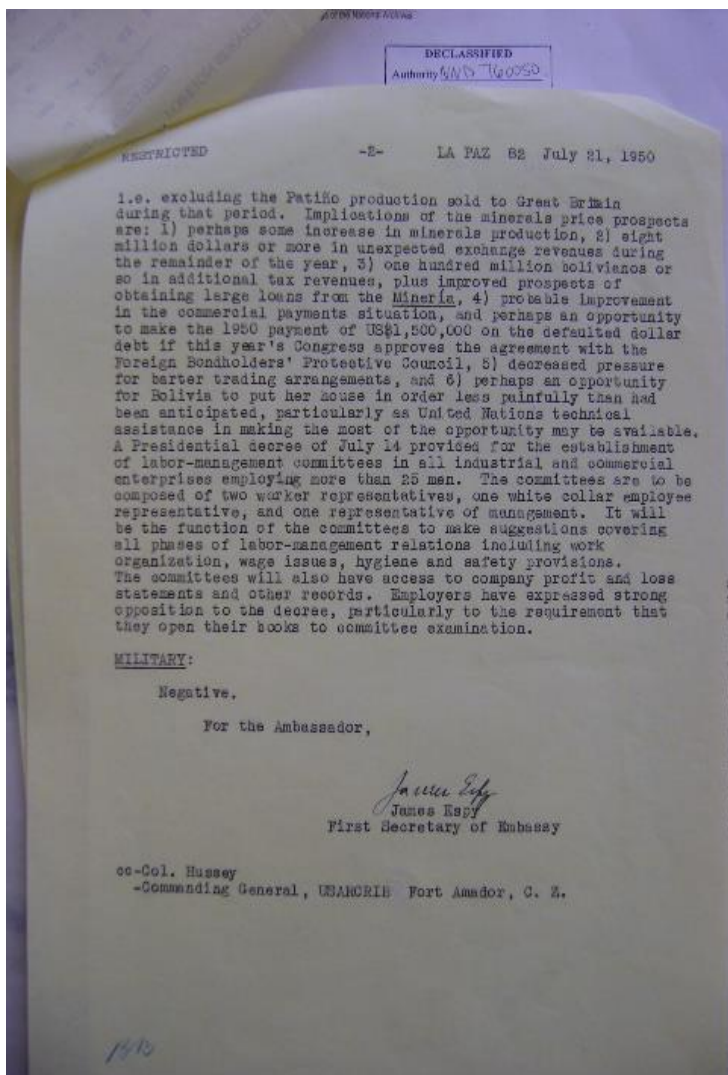 of the National Archives
DECLASSIFIED
Authority NND 760050
RESTRICTED -2- LA PAZ 82 July 21, 1950
i.e. excluding the Patiño production sold to Great Britain
during that period. Implications of the minerals price prospects
are: 1) perhaps some increase in minerals production, 2) eight
million dollars or more in unexpected exchange revenues during
the remainder of the year, 3) one hundred million bolivianos or
so in additional tax revenues, plus improved prospects of
obtaining large loans from the Minería, 4) probable improvement
in the commercial payments situation, and perhaps an opportunity
to make the 1950 payment of US$1,500,000 on the defaulted dollar
debt if this year's Congress approves the agreement with the
Foreign Bondholders' Protective Council, 5) decreased pressure
for barter trading arrangements, and 6) perhaps an opportunity
for Bolivia to put her house in order less painfully than had
been anticipated, particularly as United Nations technical
assistance in making the most of the opportunity may be available.
A Presidential decree of July 14 provided for the establishment
of labor-management committees in all industrial and commercial
enterprises employing more than 25 men. The committees are to be
composed of two worker representatives, one white collar employee
representative, and one representative of management. It will
be the function of the committees to make suggestions covering
all phases of labor-management relations including work
organization, wage issues, hygiene and safety provisions.
The committees will also have access to company profit and loss
statements and other records. Employers have expressed strong
opposition to the decree, particularly to the requirement that
they open their books to committee examination.
MILITARY:
Negative.
For the Ambassador,
James Espy
James Espy
First Secretary of Embassy
cc-Col. Hussey
-Commanding General, USARCRIB Fort Amador, C. Z.